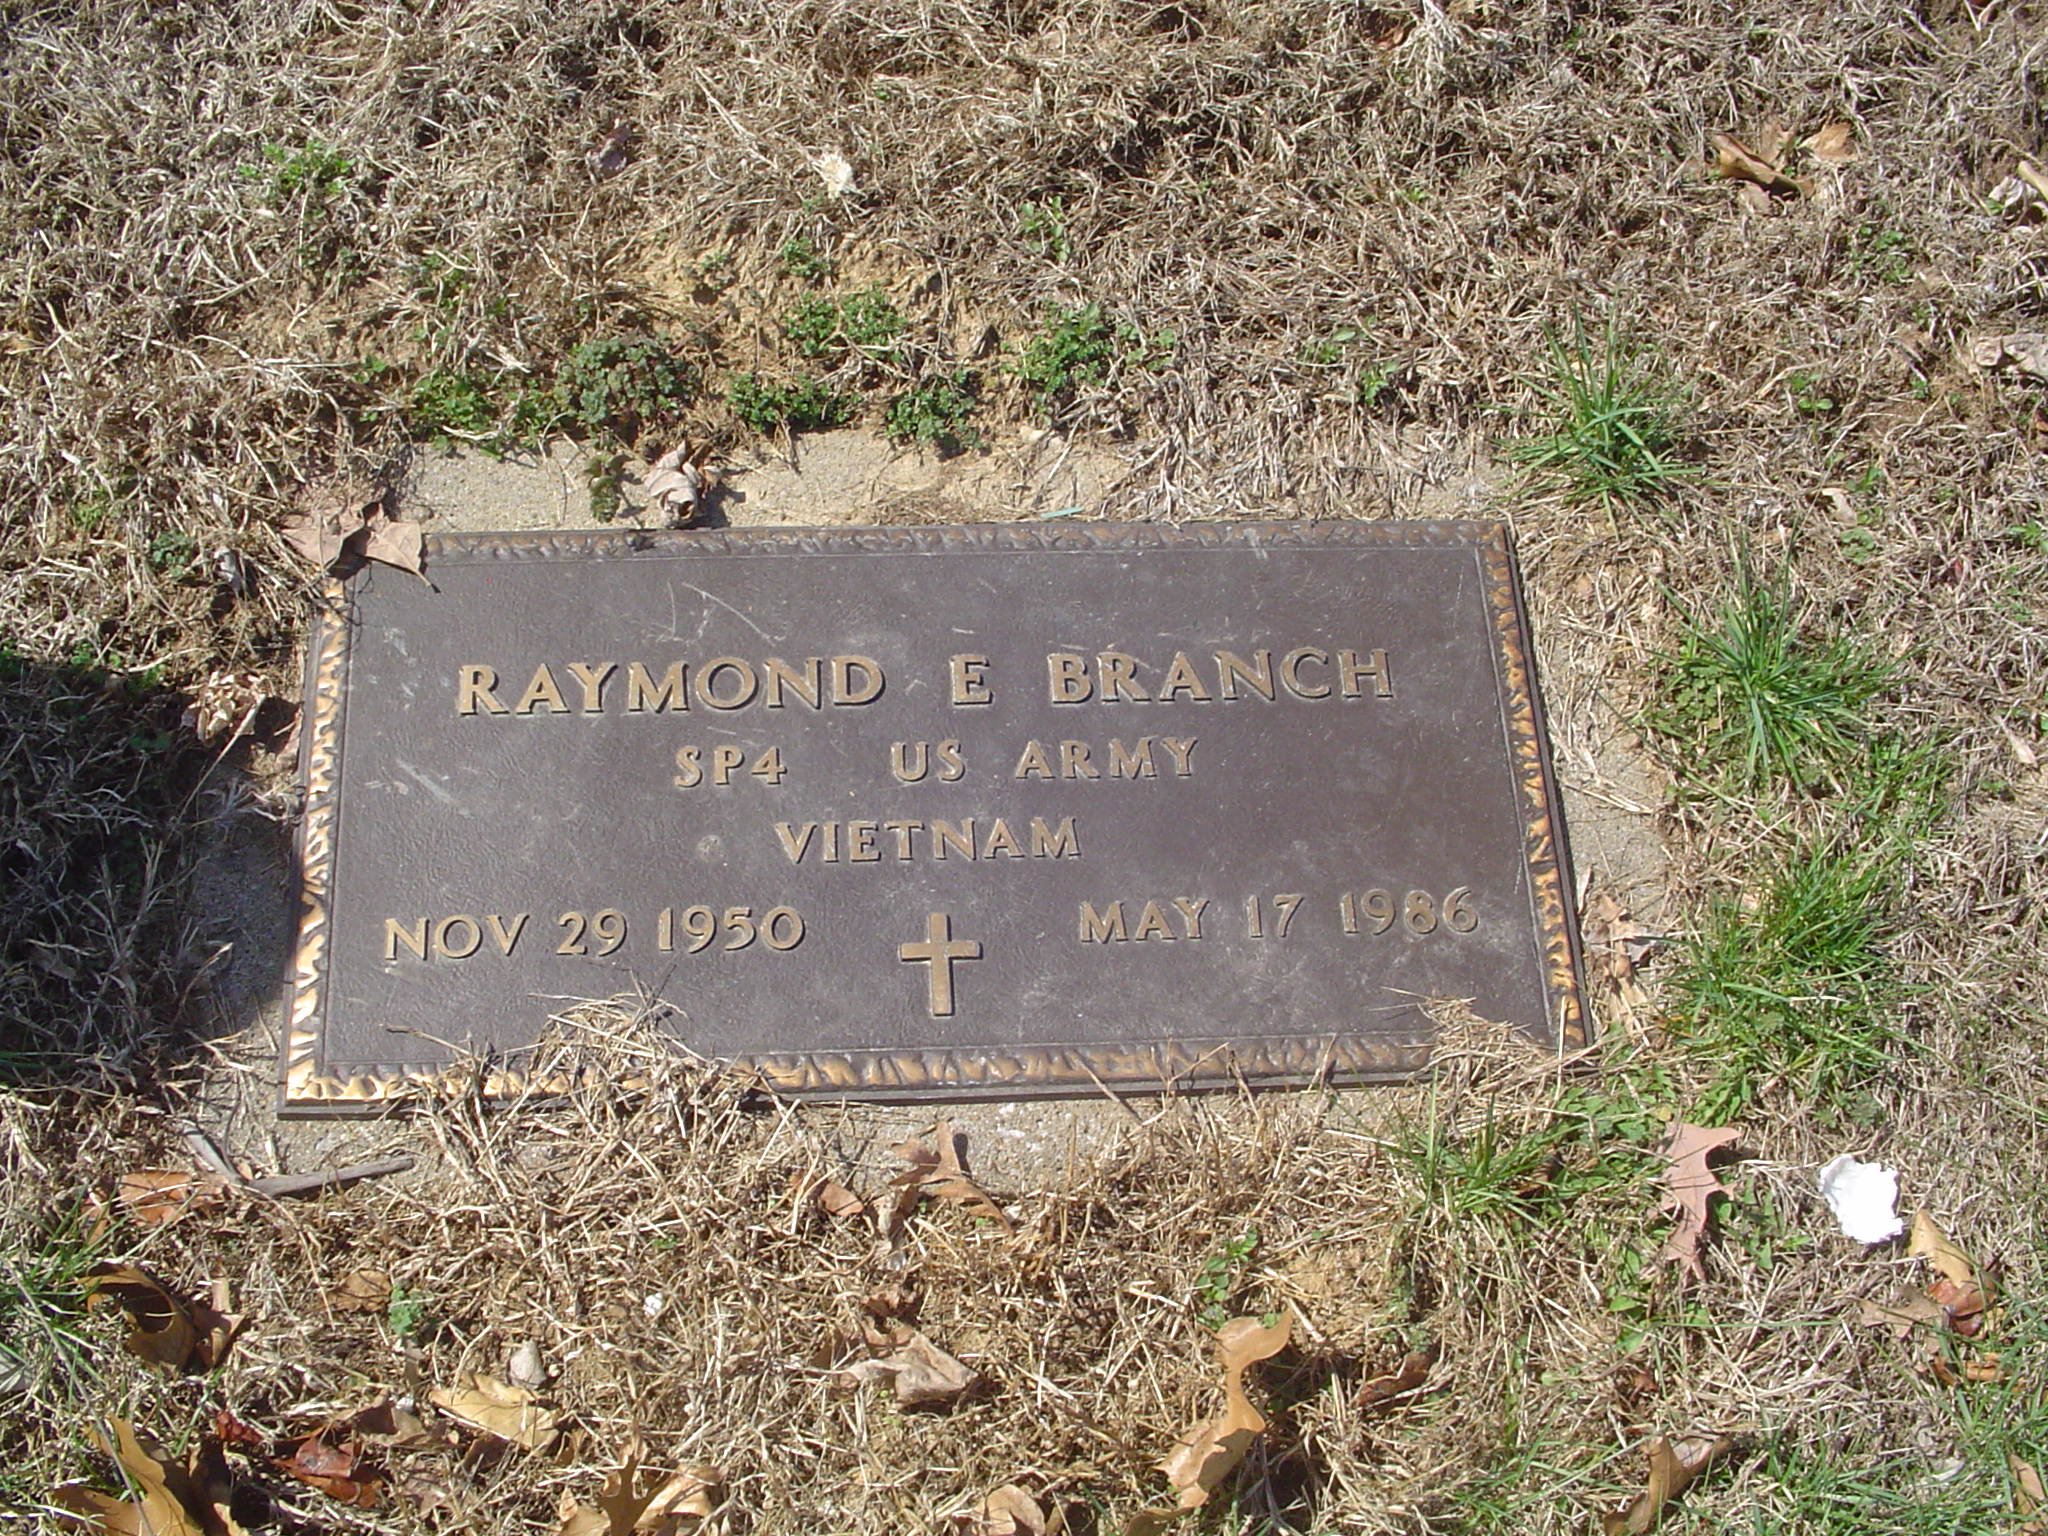 RAYMOND E BRANCH
SP4 US ARMY
VIETNAM
NOV 29 1950 MAY 17 1986